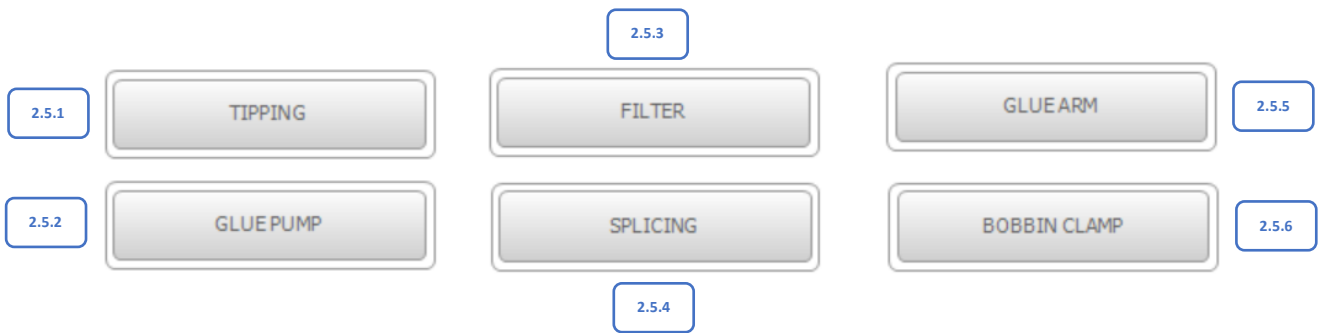 2.5.3
2.5.1
TIPPING
FILTER
GLUE ARM
2.5.5
2.5.2
GLUE PUMP
SPLICING
BOBBIN CLAMP
2.5.6
2.5.4